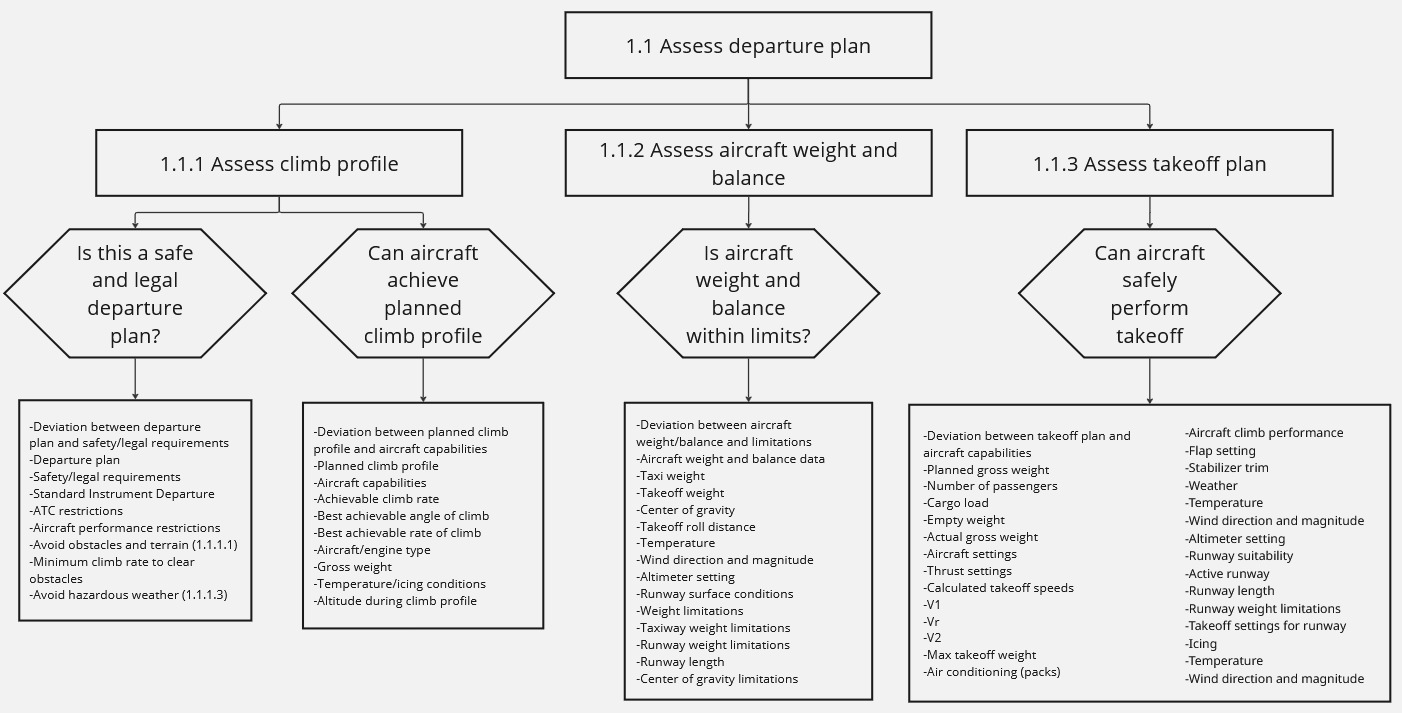 1.1 Assess departure plan
1.1.1 Assess climb profile
1.1.2 Assess aircraft weight and
balance
1.1.3 Assess takeoff plan
Is this a safe
and legal
departure
plan?
Can aircraft
achieve
planned
climb profile
Is aircraft
weight and
balance
within limits?
Can aircraft
safely
perform
takeoff
-Deviation between departure
plan and safety/legal requirements
-Departure plan
-Safety/legal requirements
-Standard Instrument Departure
-ATC restrictions
-Aircraft performance restrictions
-Avoid obstacles and terrain (1.1.1.1)
-Minimum climb rate to clear
obstacles
-Avoid hazardous weather (1.1.1.3)
-Deviation between planned climb
profile and aircraft capabilities
-Planned climb profile
-Aircraft capabilities
-Achievable climb rate
-Best achievable angle of climb
-Best achievable rate of climb
-Aircraft/engine type
-Gross weight
-Temperature/icing conditions
-Altitude during climb profile
-Deviation between aircraft
weight/balance and limitations
-Aircraft weight and balance data
-Taxi weight
-Takeoff weight
-Center of gravity
-Takeoff roll distance
-Temperature
-Wind direction and magnitude
-Altimeter setting
-Runway surface conditions
-Weight limitations
-Taxiway weight limitations
-Runway weight limitations
-Runway length
-Center of gravity limitations
-Deviation between takeoff plan and
aircraft capabilities
-Planned gross weight
-Number of passengers
-Cargo load
-Empty weight
-Actual gross weight
-Aircraft settings
-Thrust settings
-Calculated takeoff speeds
-V1
-Vr
-V2
-Max takeoff weight
-Air conditioning (packs)
-Aircraft climb performance
-Flap setting
-Stabilizer trim
-Weather
-Temperature
-Wind direction and magnitude
-Altimeter setting
-Runway suitability
-Active runway
-Runway length
-Runway weight limitations
-Takeoff settings for runway
-Icing
-Temperature
-Wind direction and magnitude